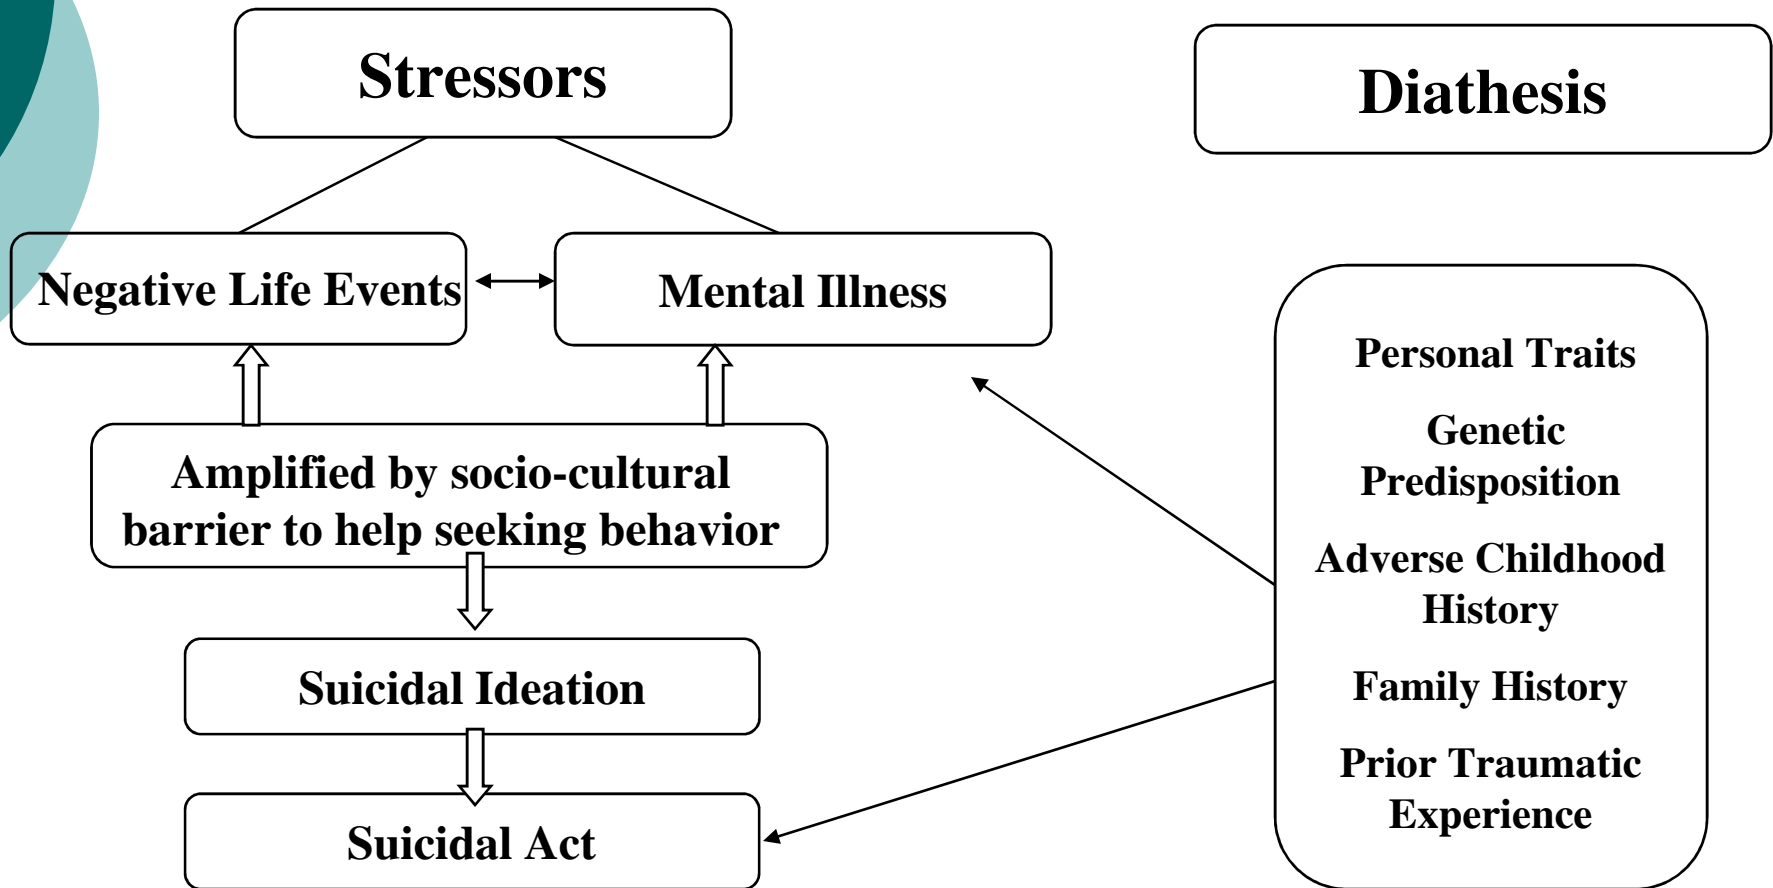 Stressors
Diathesis
Negative Life Events
Mental Illness
Amplified by socio-cultural
barrier to help seeking behavior
Suicidal Ideation
Suicidal Act
Personal Traits
Genetic
Predisposition
Adverse Childhood
History
Family History
Prior Traumatic
Experience